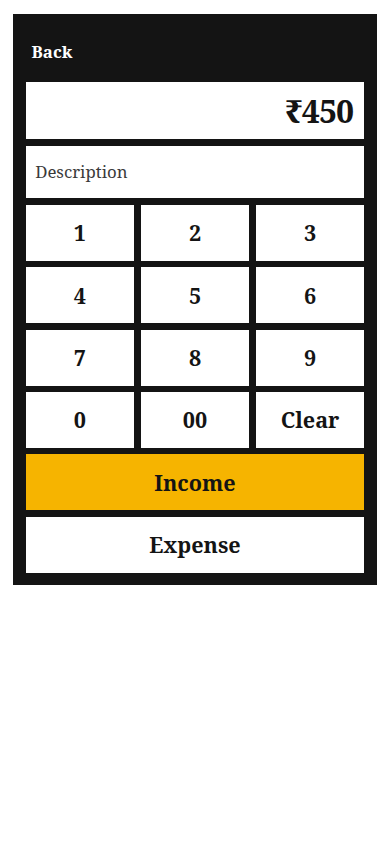 Back
₹450
Description
1 2 3
4 5 6
7 8 9
0 00 Clear
Income
Expense